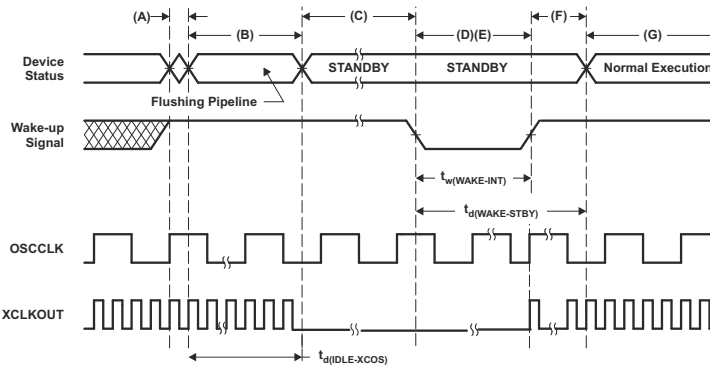 (A)
(B)
(C)
(D)(E)
(F)
(G)
Device
Status
STANDBY
STANDBY
Normal Execution
Flushing Pipeline
Wake-up
Signal
tw(WAKE-INT)
td(WAKE-STBY)
OSCCLK
XCLKOUT
td(IDLE-XCOS)